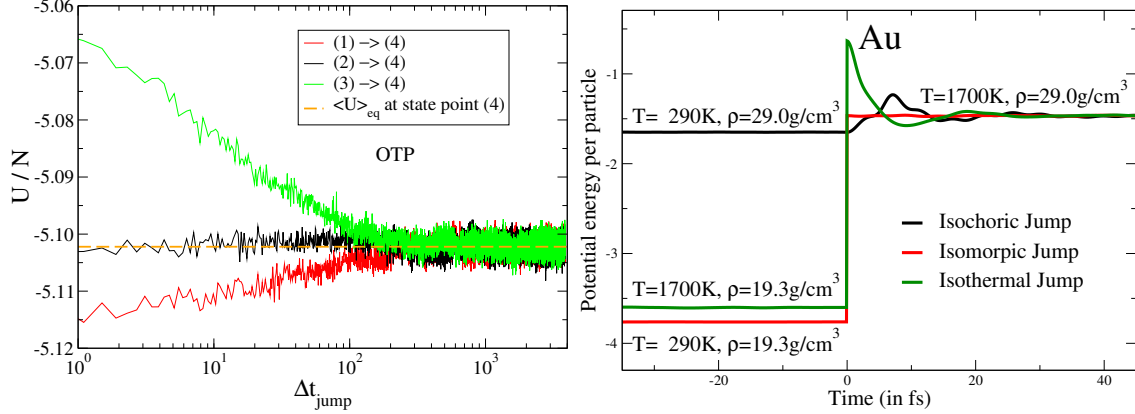 -5.06
-5.07
-5.08
-5.09
-5.10
-5.11
-5.12
U / N
(1) −> (4)
(2) −> (4)
(3) −> (4)
<U>eq at state point (4)
OTP
10^0
10^1
10^2
10^3
Δt_jump
Au
-1
-2
-3
-4
Potential energy per particle
T= 290K, ρ=29.0g/cm^3
T=1700K, ρ=29.0g/cm^3
Isochoric Jump
Isomorpic Jump
Isothermal Jump
T=1700K, ρ=19.3g/cm^3
T= 290K, ρ=19.3g/cm^3
-20
0
20
40
Time (in fs)